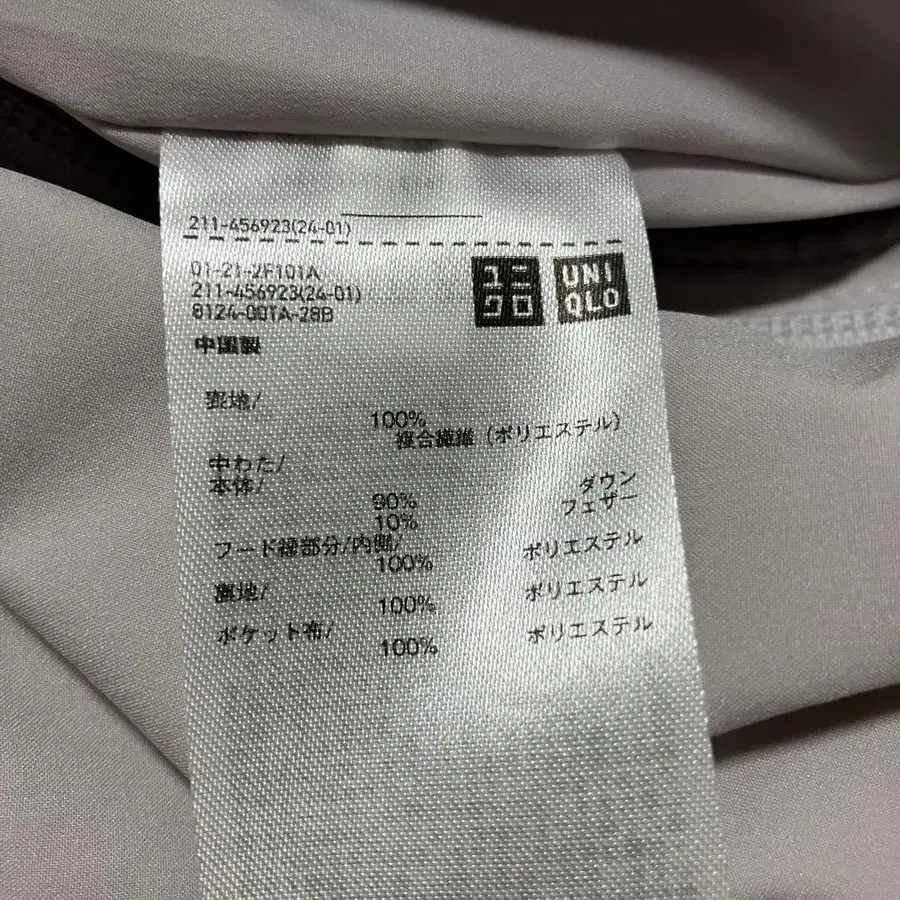 211-456923(24-01)
01-21-2F101A
211-456923(24-01)
8124-001A-28B
ユニ
クロ
UNI
QLO
中国製
表地/
100%
複合繊維（ポリエステル）
中わた/
本体/
90% ダウン
10% フェザー
フード縁部分/内側/
100% ポリエステル
裏地/
100% ポリエステル
ポケット布/
100% ポリエステル